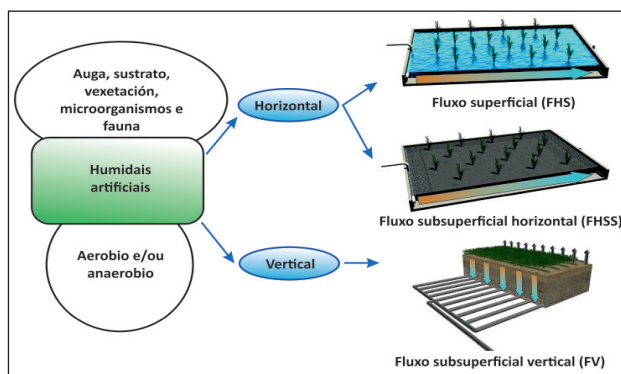 Auga, sustrato,
vexetación,
microorganismos e
fauna
Humidais
artificiais
Aerobio e/ou
anaerobio
Horizontal
Vertical
Fluxo superficial (FHS)
Fluxo subsuperficial horizontal (FHSS)
Fluxo subsuperficial vertical (FV)